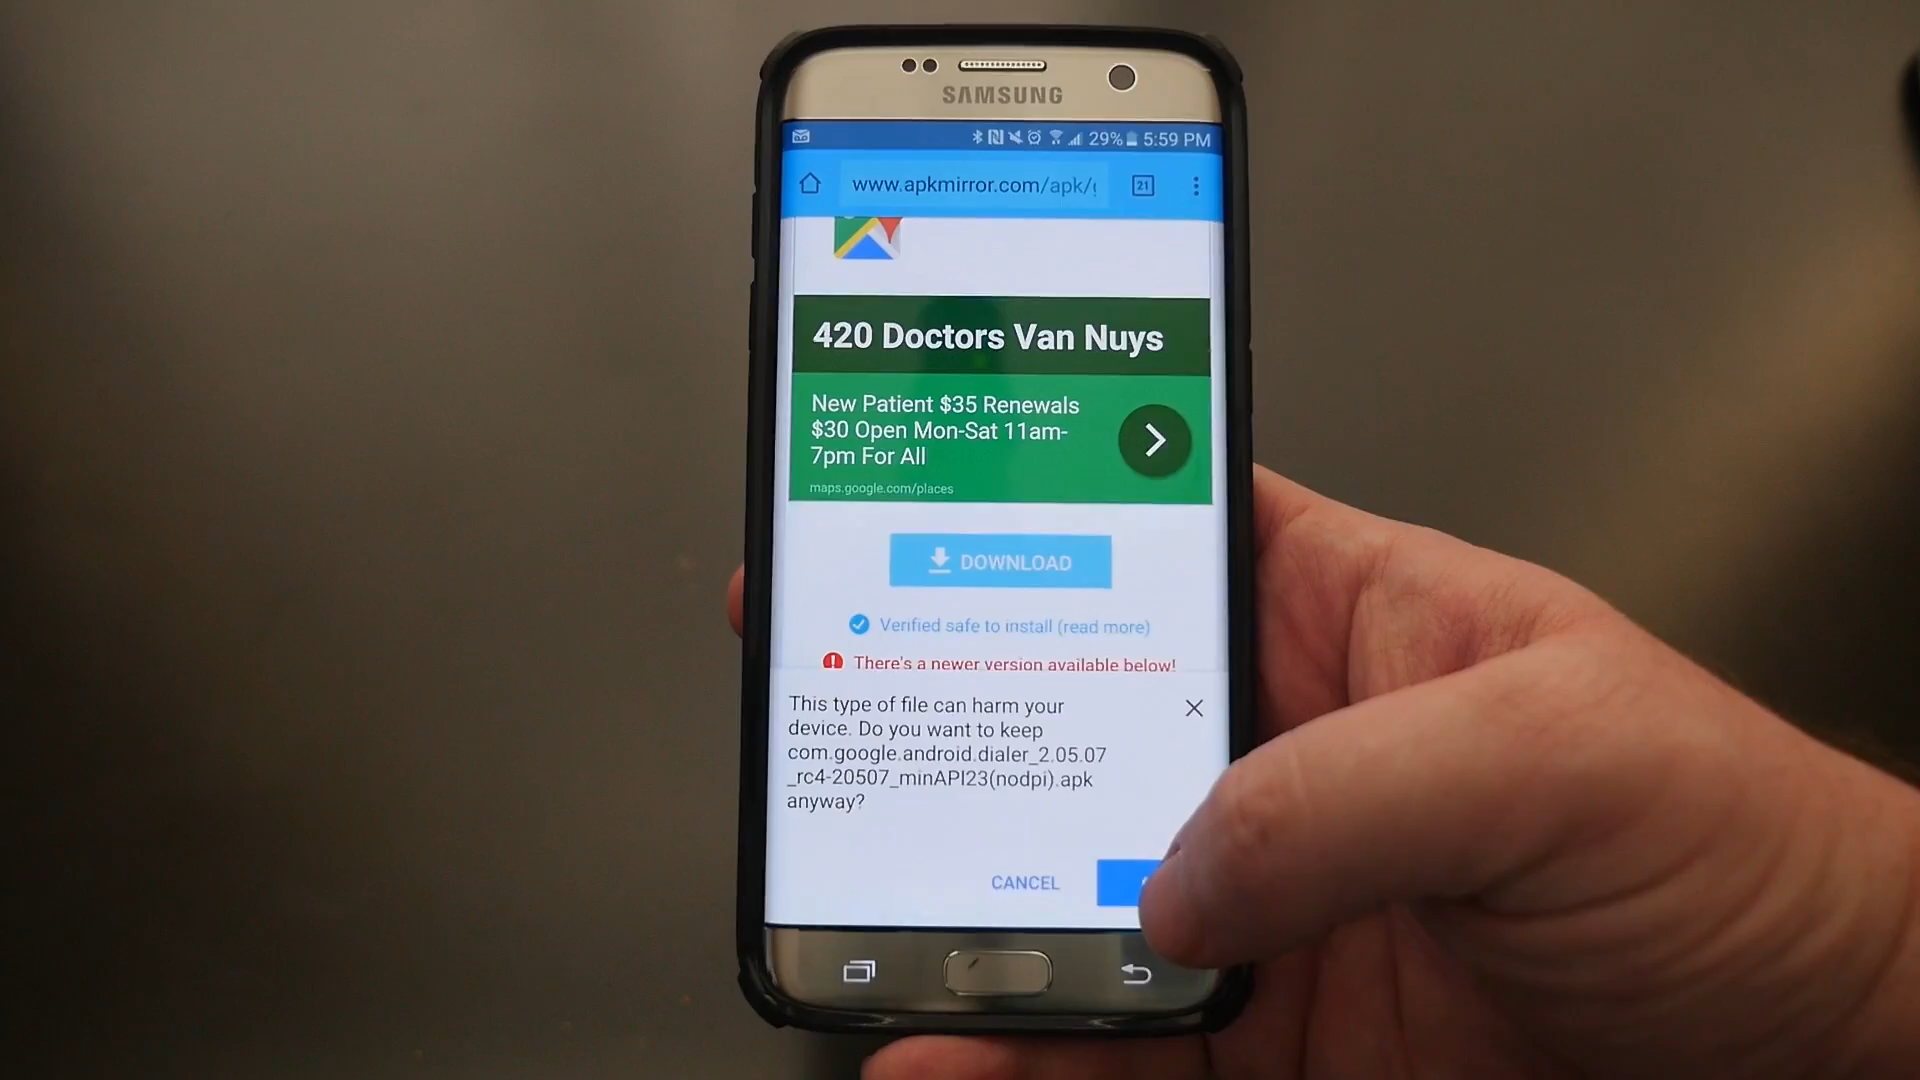 SAMSUNG
29% 5:59 PM
www.apkmirror.com/apk/
21
420 Doctors Van Nuys
New Patient $35 Renewals
$30 Open Mon-Sat 11am-
7pm For All
maps.google.com/places
DOWNLOAD
Verified safe to install (read more)
There's a newer version available below!
This type of file can harm your
device. Do you want to keep
com.google.android.dialer_2.05.07
_rc4-20507_minAPI23(nodpi).apk
anyway?
CANCEL